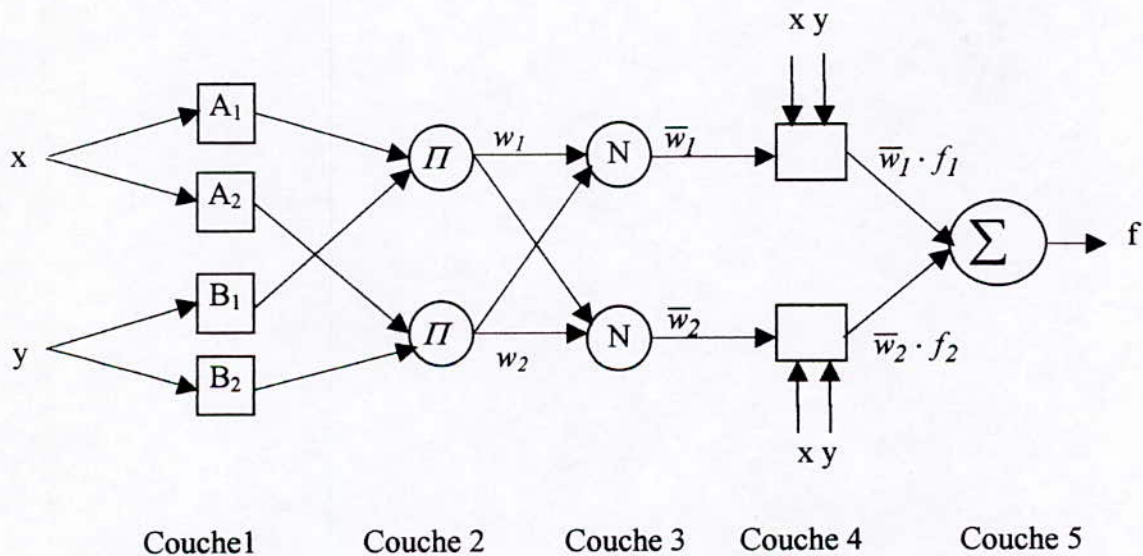 x y
A₁
x
Π w₁ N w̅₁ w̅₁ · f₁
A₂
Σ f
B₁
y
Π w₂ N w̅₂ w̅₂ · f₂
B₂
x y
Couche1 Couche 2 Couche 3 Couche 4 Couche 5